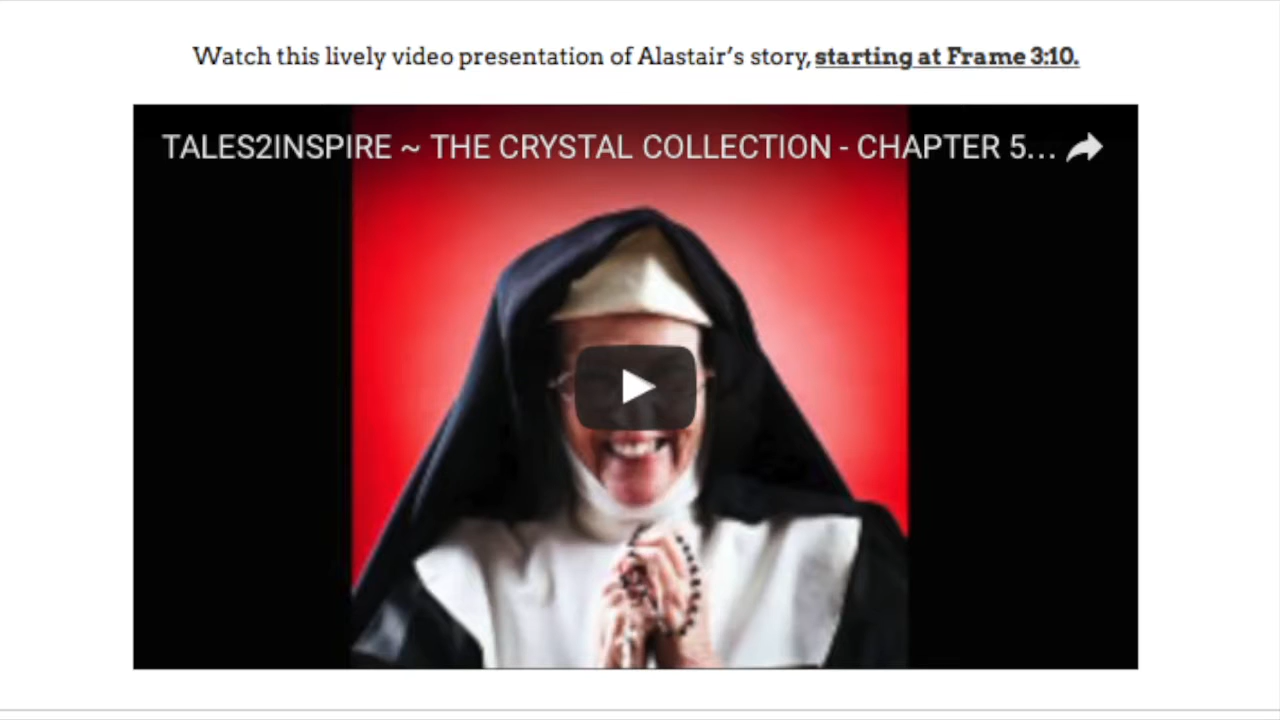 Watch this lively video presentation of Alastair’s story, starting at Frame 3:10.
TALES2INSPIRE ~ THE CRYSTAL COLLECTION - CHAPTER 5...